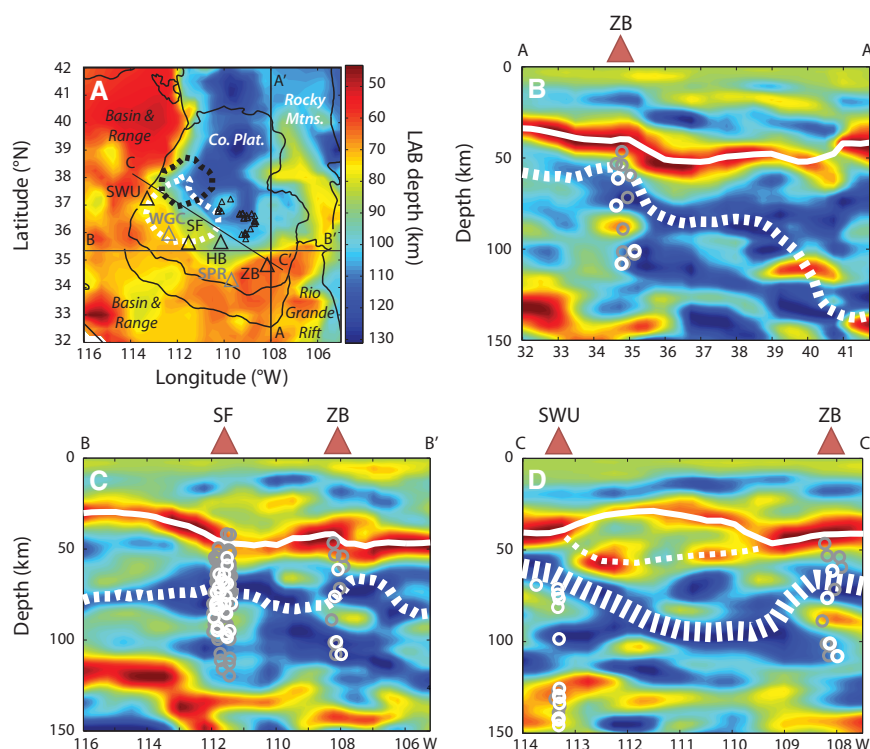 A
Latitude (°N)
42
41
40
39
38
37
36
35
34
33
32
116
114
112
110
108
106
Longitude (°W)
Basin &
Range
Co. Plat.
Rocky
Mtns.
A'
C
SWU
WGC
SF
B
B'
HB
SPR
ZB
C'
Basin &
Range
Rio
Grande
Rift
A
50
60
70
80
90
100
110
120
130
LAB depth (km)
ZB
A
A
B
Depth (km)
0
50
100
150
32
33
34
35
36
37
38
39
40
41
SF
ZB
B
B'
C
Depth (km)
0
50
100
150
116
114
112
110
108
106 W
SWU
ZB
C
C
D
Depth (km)
0
50
100
150
114
113
112
111
110
109 W